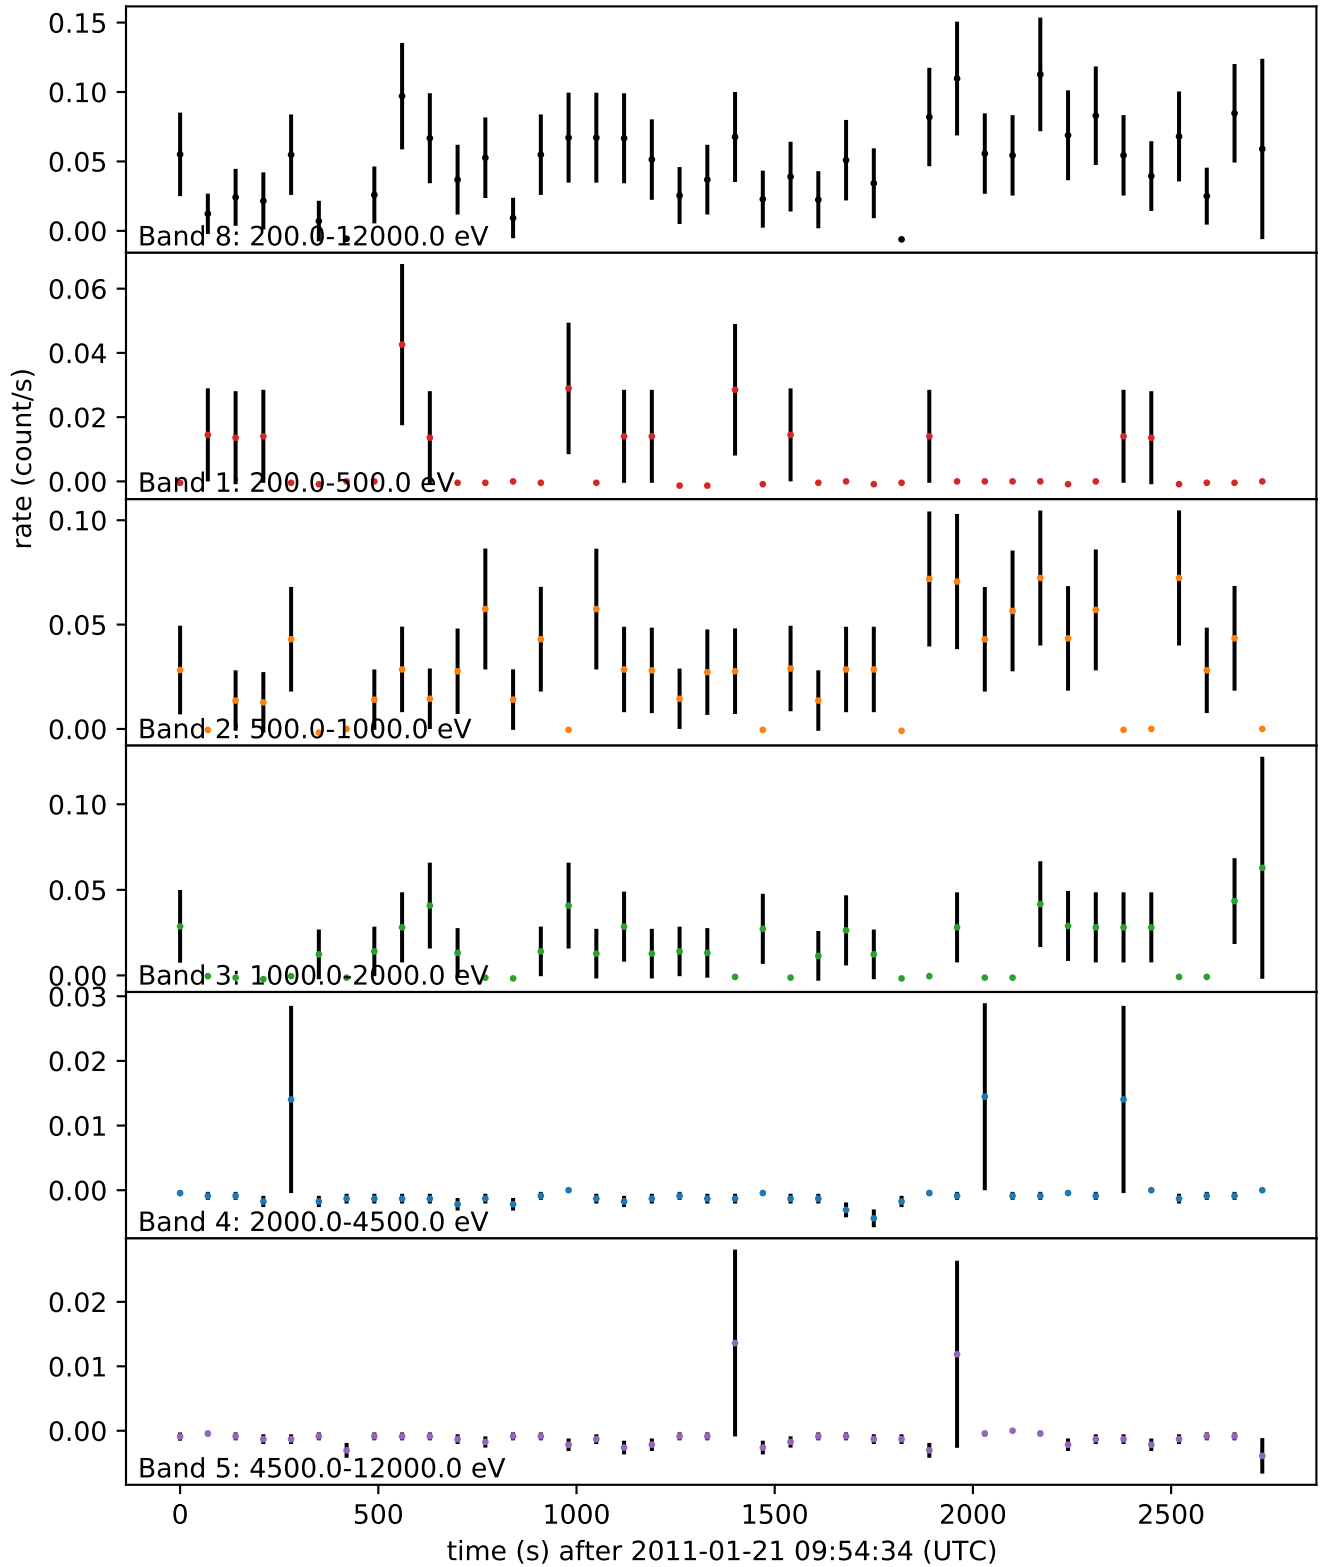 0.15
0.10
0.05
0.00
Band 8: 200.0-12000.0 eV
0.06
0.04
0.02
0.00
Band 1: 200.0-500.0 eV
rate (count/s)
0.10
0.05
0.00
Band 2: 500.0-1000.0 eV
0.10
0.05
0.00
Band 3: 1000.0-2000.0 eV
0.03
0.02
0.01
0.00
Band 4: 2000.0-4500.0 eV
0.02
0.01
0.00
Band 5: 4500.0-12000.0 eV
0 500 1000 1500 2000 2500
time (s) after 2011-01-21 09:54:34 (UTC)